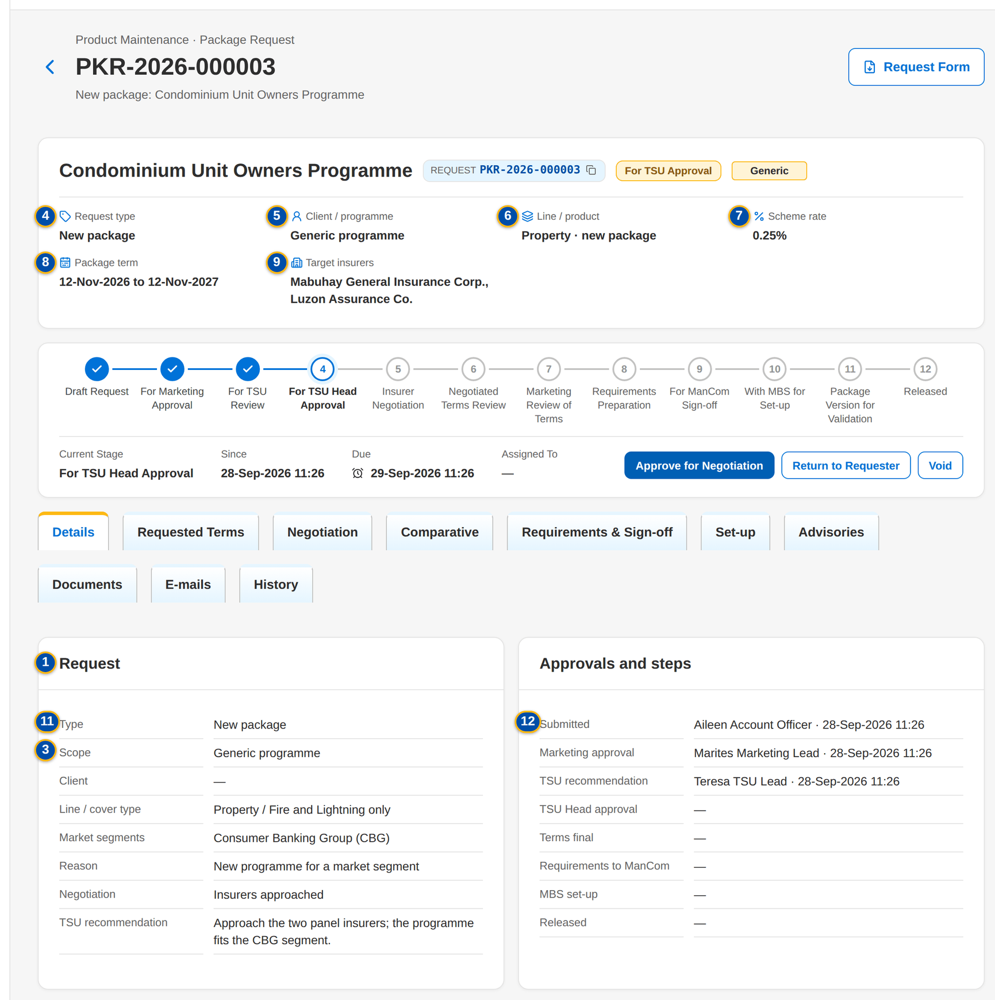 Product Maintenance · Package Request
PKR-2026-000003
New package: Condominium Unit Owners Programme
Request Form
Condominium Unit Owners Programme
REQUEST PKR-2026-000003
For TSU Approval
Generic
4 Request type
New package
5 Client / programme
Generic programme
6 Line / product
Property · new package
7 Scheme rate
0.25%
8 Package term
12-Nov-2026 to 12-Nov-2027
9 Target insurers
Mabuhay General Insurance Corp.,
Luzon Assurance Co.
Draft Request
For Marketing
Approval
For TSU
Review
4
For TSU Head
Approval
5
Insurer
Negotiation
6
Negotiated
Terms Review
7
Marketing
Review of
Terms
8
Requirements
Preparation
9
For ManCom
Sign-off
10
With MBS for
Set-up
11
Package
Version for
Validation
12
Released
Current Stage
For TSU Head Approval
Since
28-Sep-2026 11:26
Due
29-Sep-2026 11:26
Assigned To
—
Approve for Negotiation
Return to Requester
Void
Details
Requested Terms
Negotiation
Comparative
Requirements & Sign-off
Set-up
Advisories
Documents
E-mails
History
1 Request
11 Type New package
3 Scope Generic programme
Client —
Line / cover type Property / Fire and Lightning only
Market segments Consumer Banking Group (CBG)
Reason New programme for a market segment
Negotiation Insurers approached
TSU recommendation Approach the two panel insurers; the programme
fits the CBG segment.
Approvals and steps
12 Submitted Aileen Account Officer · 28-Sep-2026 11:26
Marketing approval Marites Marketing Lead · 28-Sep-2026 11:26
TSU recommendation Teresa TSU Lead · 28-Sep-2026 11:26
TSU Head approval —
Terms final —
Requirements to ManCom —
MBS set-up —
Released —